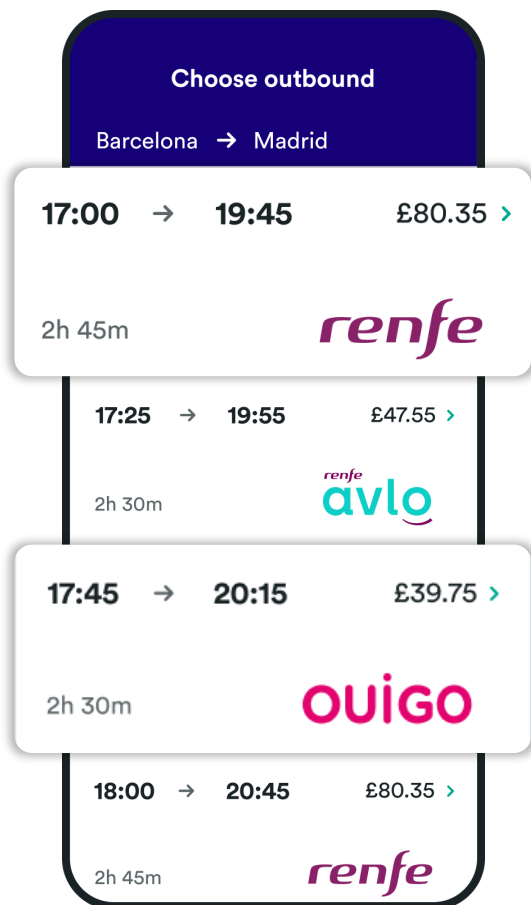 Choose outbound
Barcelona → Madrid
17:00 → 19:45 £80.35 >
2h 45m renfe
17:25 → 19:55 £47.55 >
renfe
2h 30m avlo
17:45 → 20:15 £39.75 >
2h 30m OUIGO
18:00 → 20:45 £80.35 >
2h 45m renfe